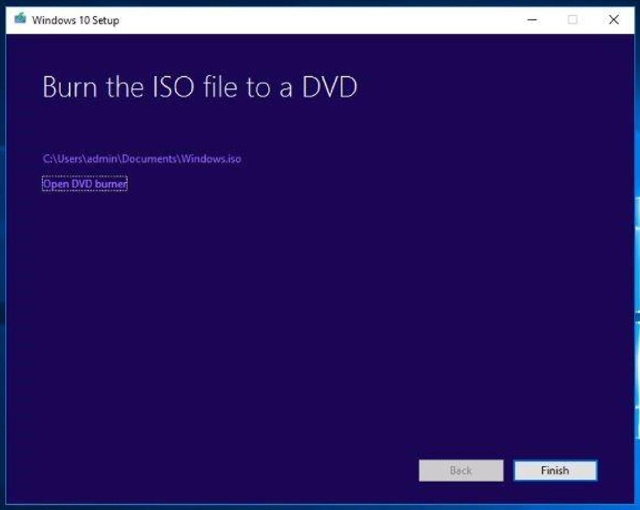 Windows 10 Setup
Burn the ISO file to a DVD
C:\Users\admin\Documents\Windows.iso
Open DVD burner
Back
Finish